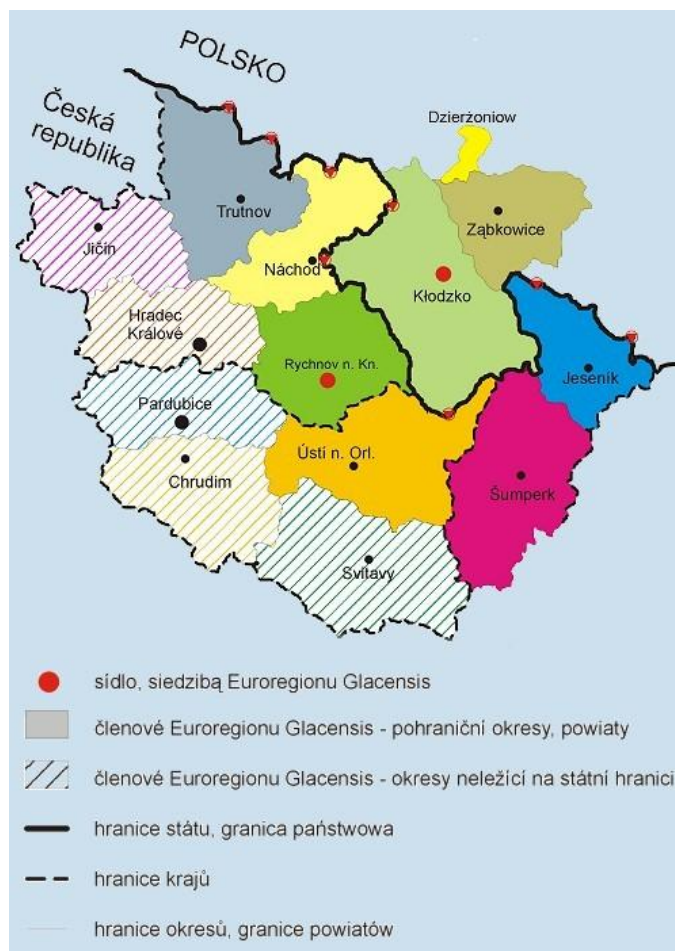 POLSKO
Česká
republika
Dzierżoniow
Trutnov
Ząbkowice
Jičín
Náchod
Kłodzko
Hradec
Králové
Rychnov n. Kn.
Jeseník
Pardubice
Ústí n. Orl.
Chrudim
Šumperk
Svitavy
sídlo, siedzibą Euroregionu Glacensis
členové Euroregionu Glacensis - pohraniční okresy, powiaty
členové Euroregionu Glacensis - okresy neležící na státní hranici
hranice státu, granica państwowa
hranice krajů
hranice okresů, granice powiatów